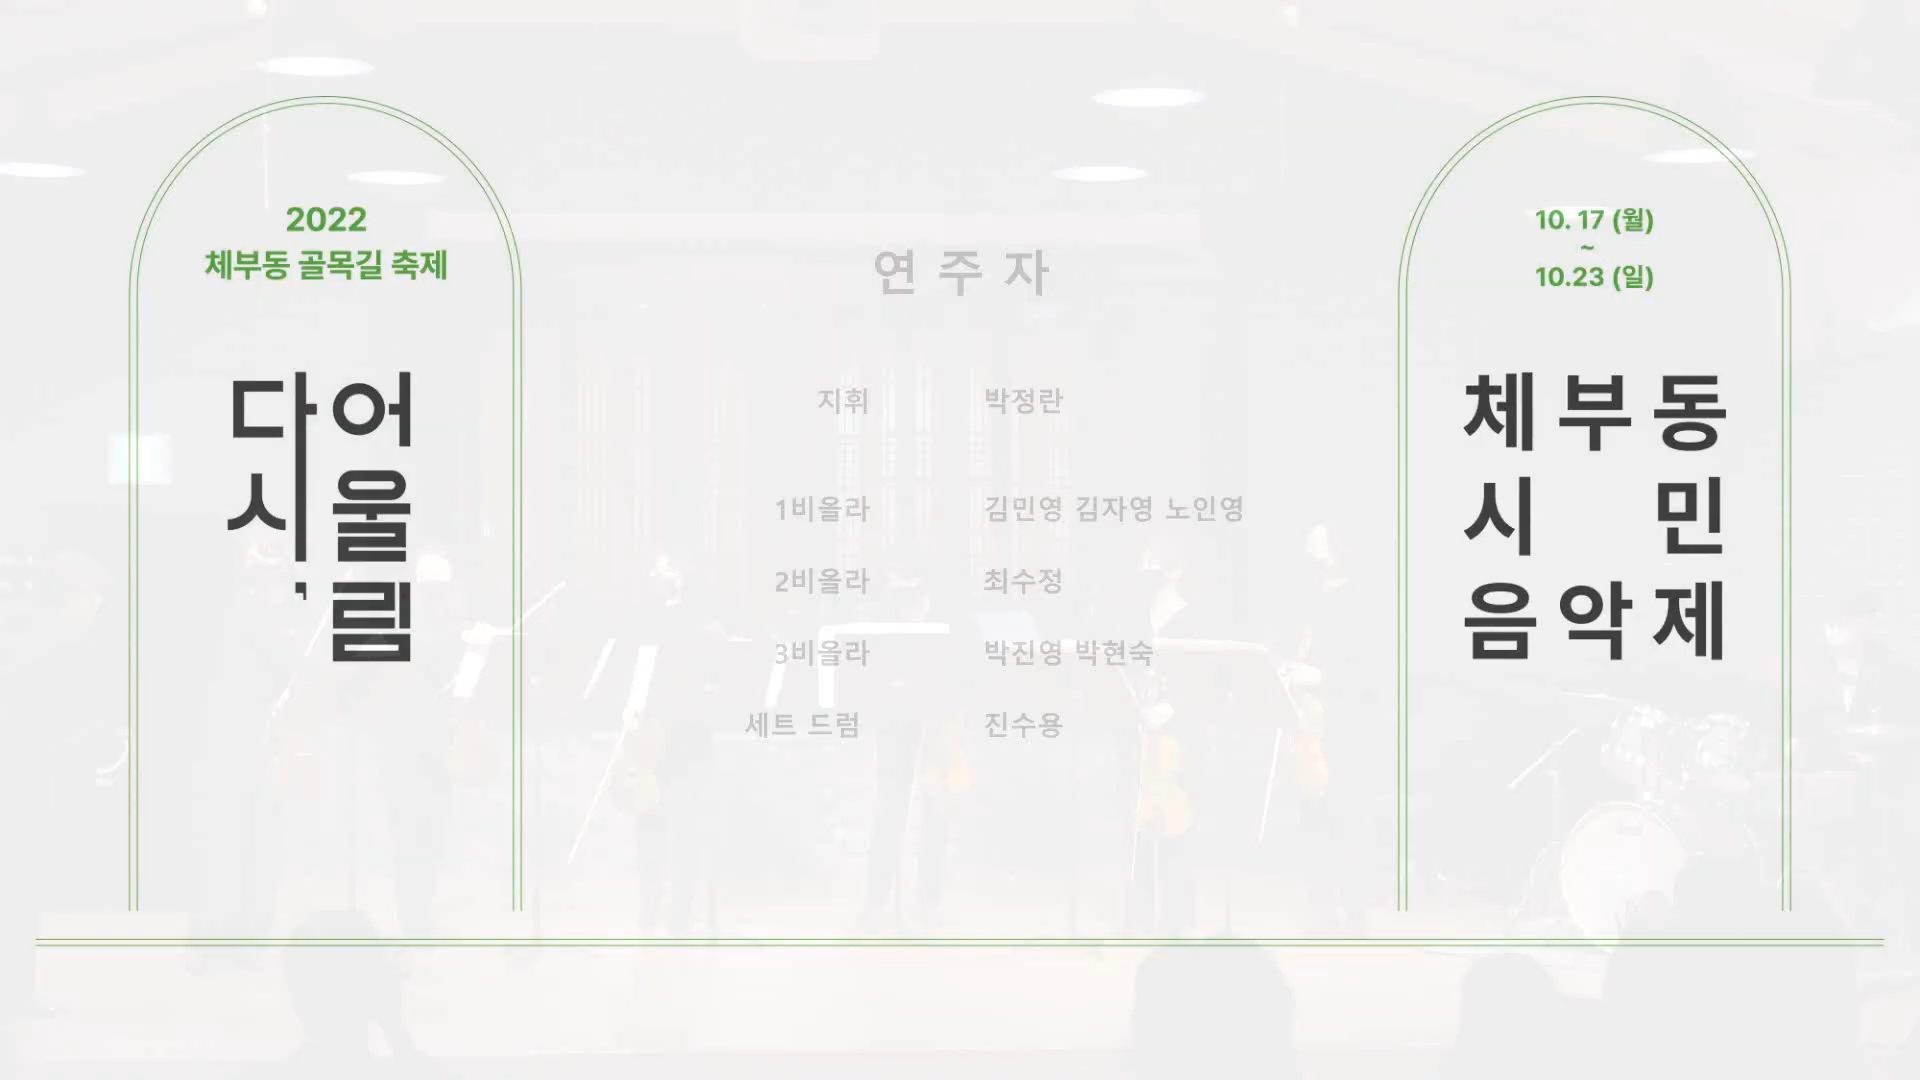 2022
체부동 골목길 축제
다시, 어울림
연 주 자
지휘 박정란
1비올라 김민영 김자영 노인영
2비올라 최수정
3비올라 박진영 박현숙
세트 드럼 진수용
10. 17 (월)
~
10.23 (일)
체부동
시민
음악제